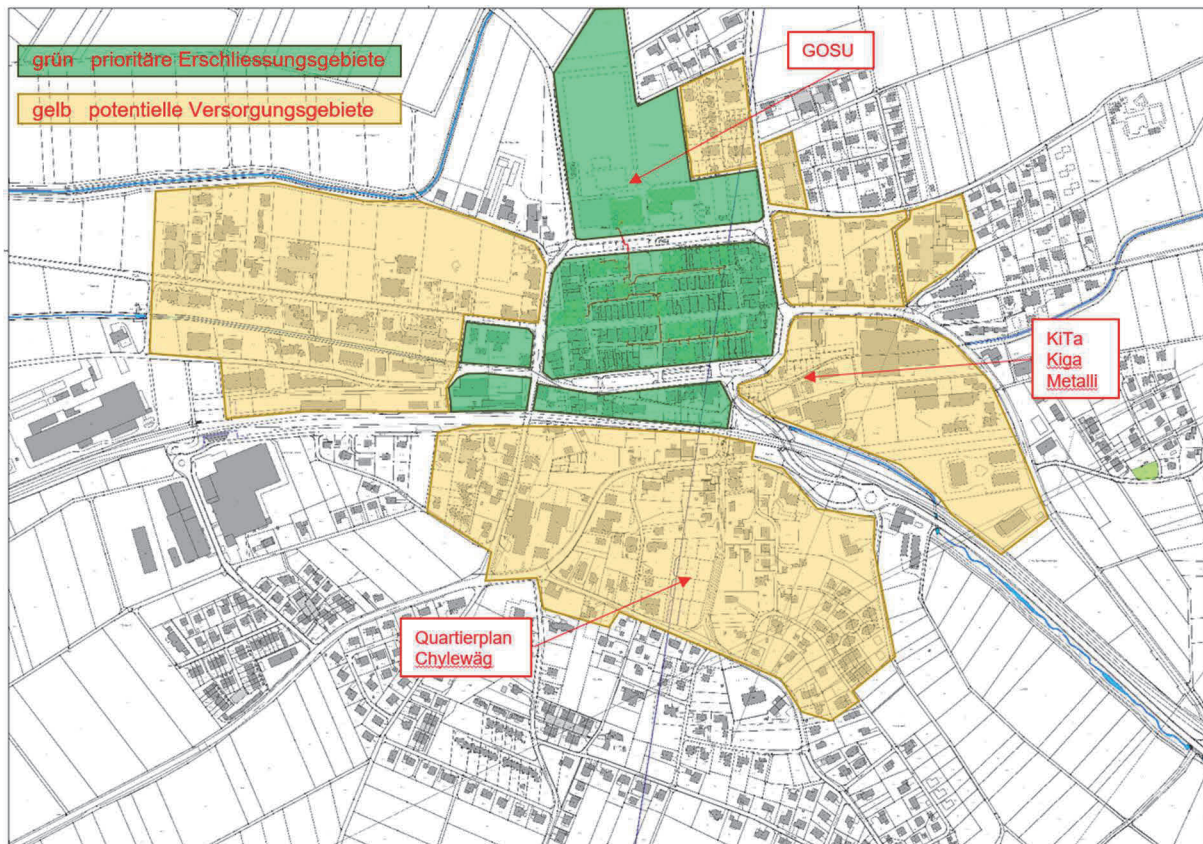 grün prioritäre Erschliessungsgebiete
gelb potentielle Versorgungsgebiete
GOSU
KiTa
Kiga
Metalli
Quartierplan
Chylewäg